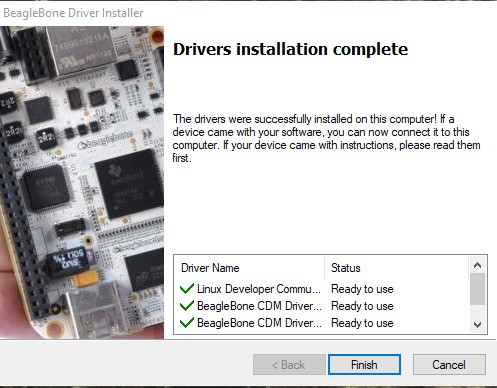 BeagleBone Driver Installer
Drivers installation complete
The drivers were successfully installed on this computer! If a
device came with your software, you can now connect it to this
computer. If your device came with instructions, please read them
first.
Driver Name Status
Linux Developer Commu... Ready to use
BeagleBone CDM Driver... Ready to use
BeagleBone CDM Driver... Ready to use
< Back Finish Cancel
beaglebone